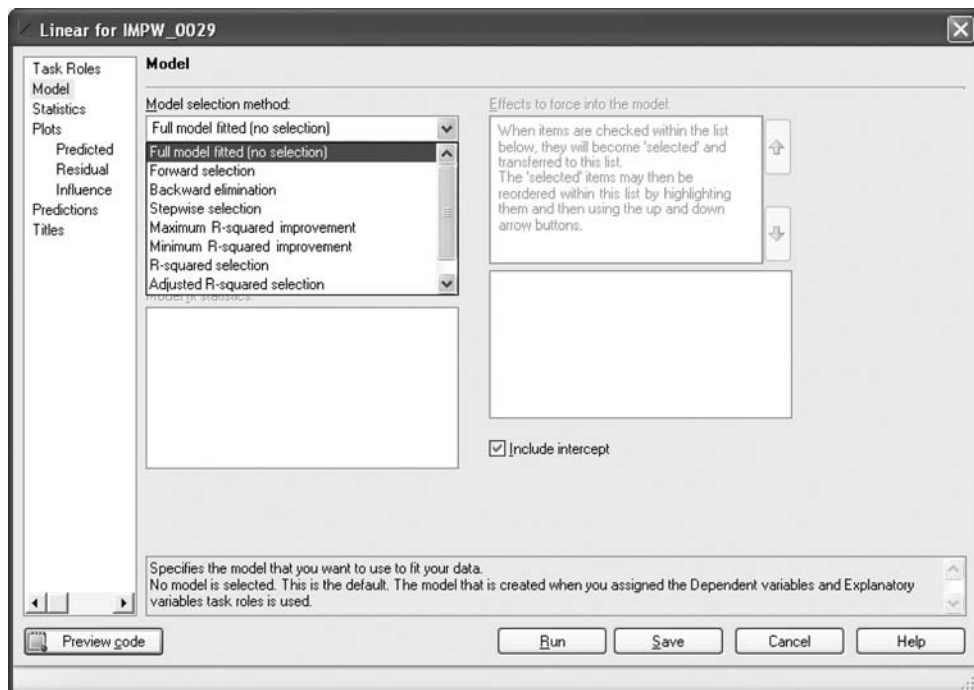 Linear for IMPW_0029
Task Roles
Model
Statistics
Plots
Predicted
Residual
Influence
Predictions
Titles
Model
Model selection method:
Full model fitted (no selection)
Full model fitted (no selection)
Forward selection
Backward elimination
Stepwise selection
Maximum R-squared improvement
Minimum R-squared improvement
R-squared selection
Adjusted R-squared selection
Model fit statistics:
Effects to force into the model:
When items are checked within the list
below, they will become 'selected' and
transferred to this list.
The 'selected' items may then be
reordered within this list by highlighting
them and then using the up and down
arrow buttons.
Include intercept
Specifies the model that you want to use to fit your data.
No model is selected. This is the default. The model that is created when you assigned the Dependent variables and Explanatory
variables task roles is used.
Preview code
Run
Save
Cancel
Help